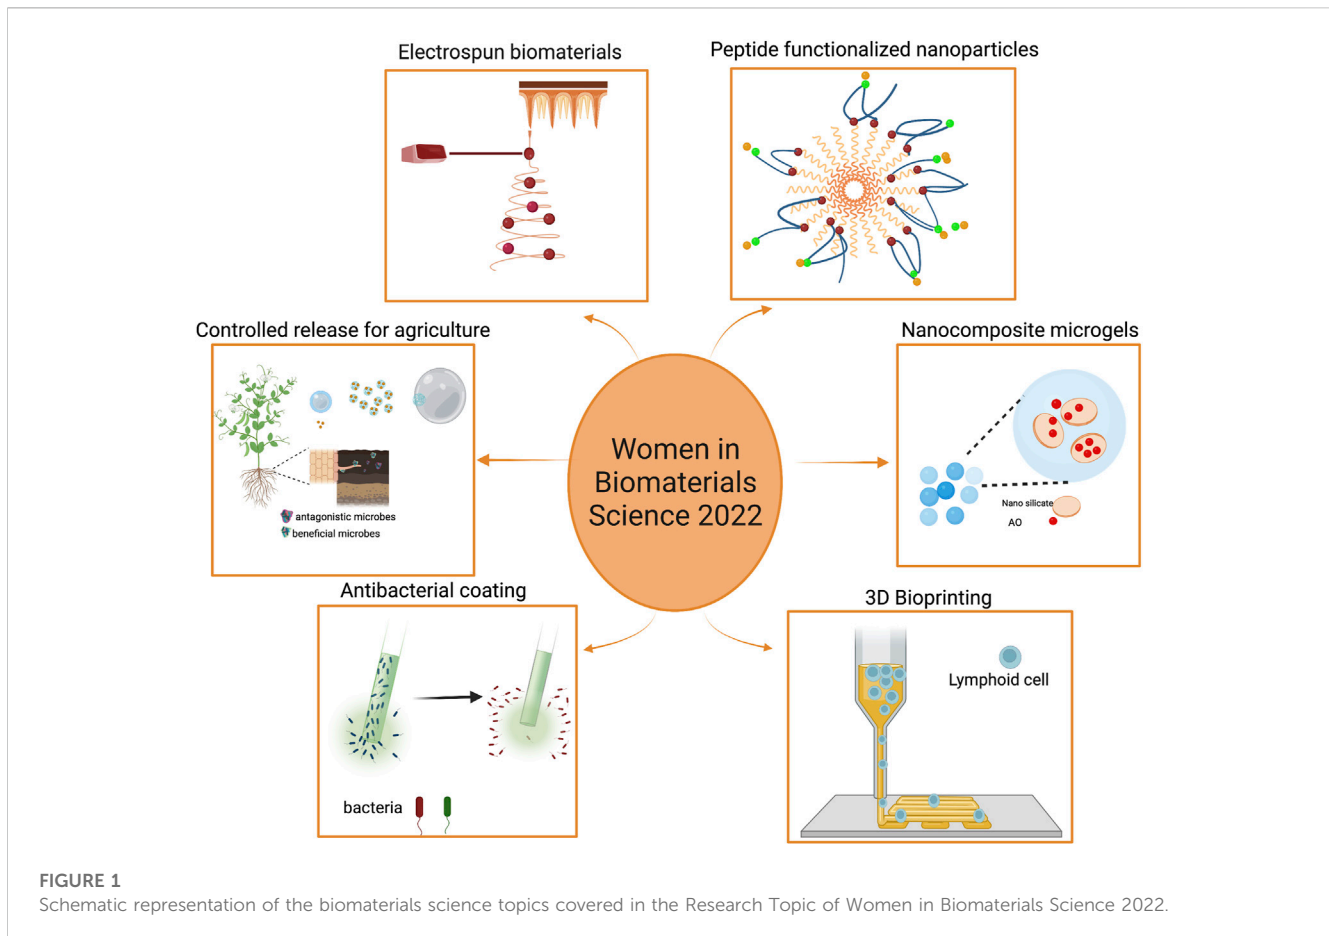 Electrospun biomaterials
Peptide functionalized nanoparticles
Controlled release for agriculture
antagonistic microbes
beneficial microbes
Nanocomposite microgels
Nano silicate
AO
Women in
Biomaterials
Science 2022
Antibacterial coating
bacteria
3D Bioprinting
Lymphoid cell
FIGURE 1
Schematic representation of the biomaterials science topics covered in the Research Topic of Women in Biomaterials Science 2022.